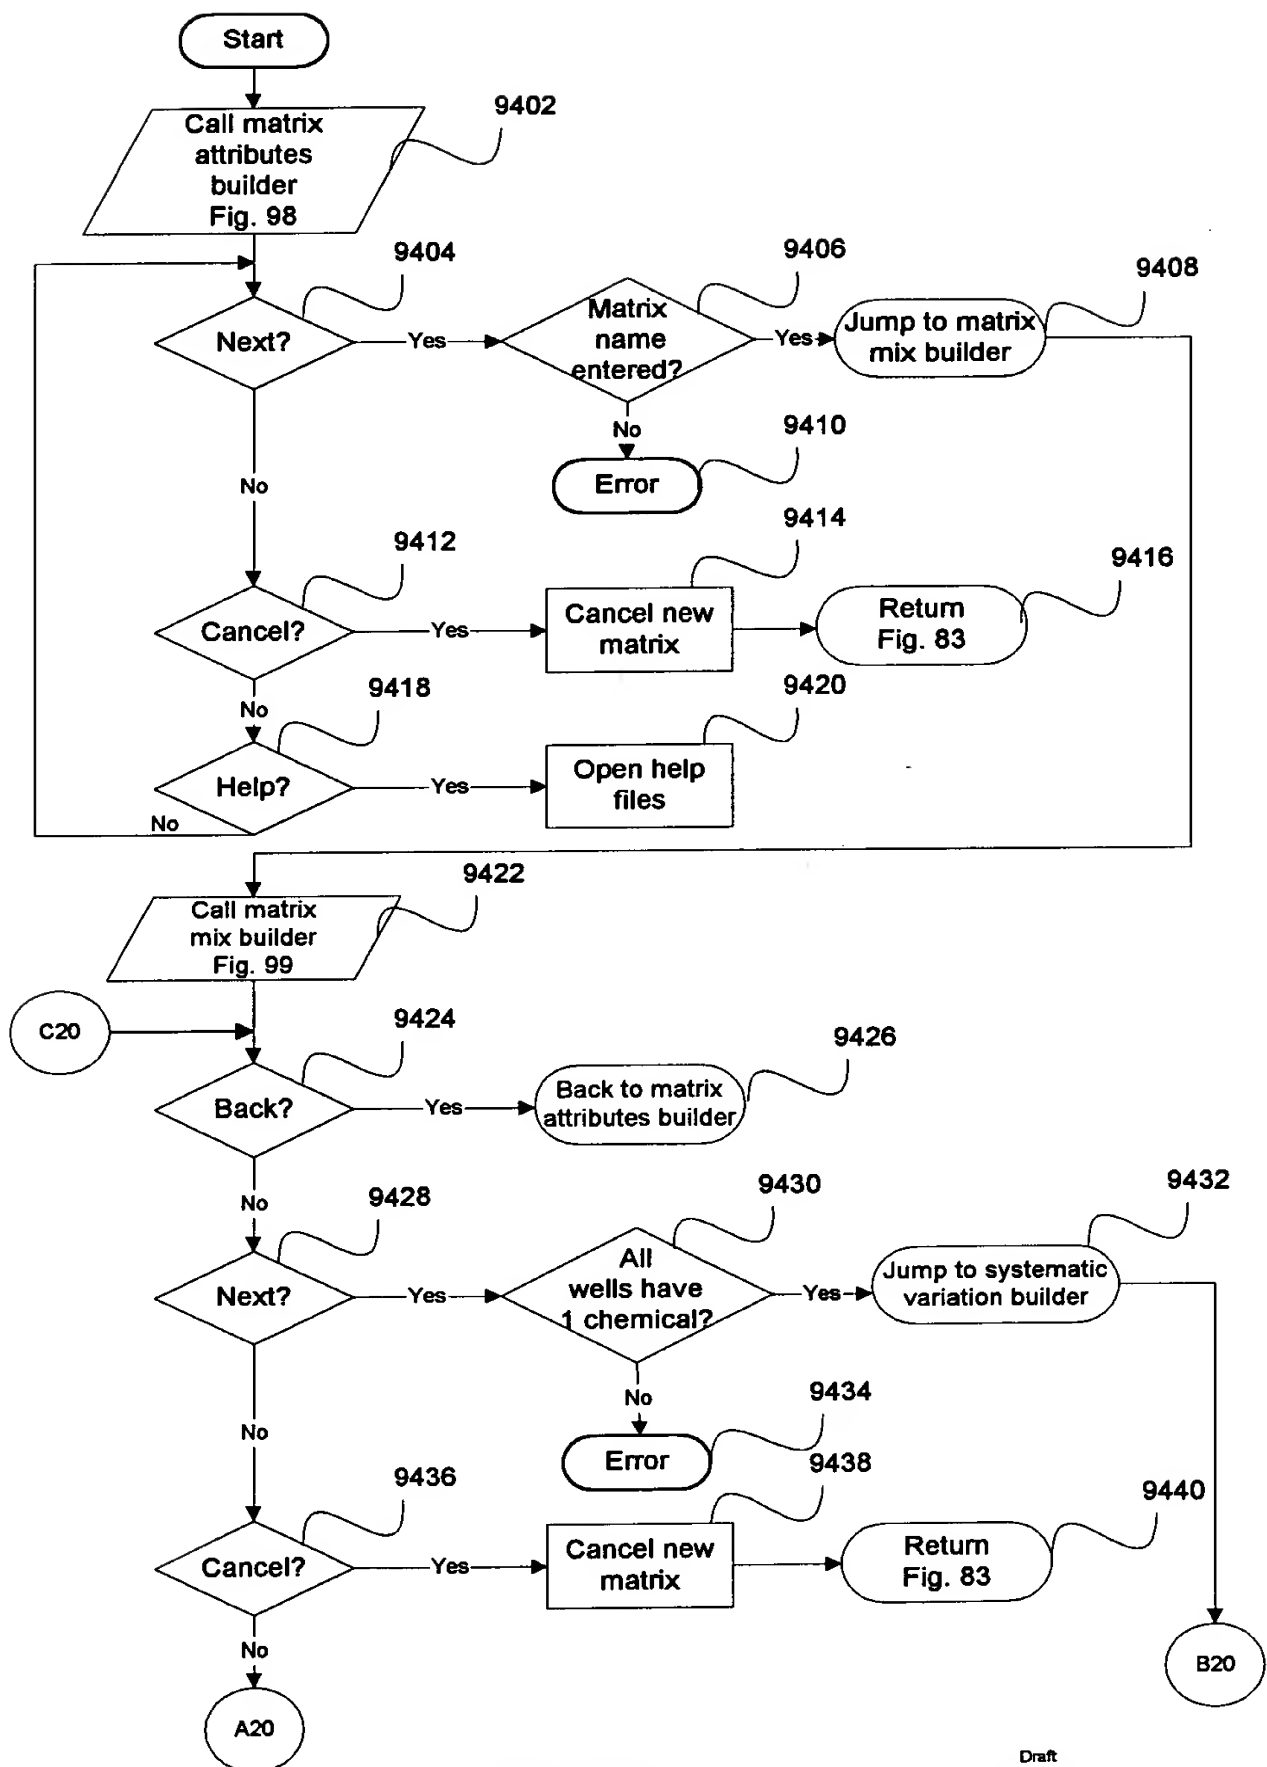 Start
9402
Call matrix
attributes
builder
Fig. 98
9404
9406
9408
Next?
Yes
Matrix
name
entered?
Yes
Jump to matrix
mix builder
No
9410
Error
No
9412
9414
9416
Cancel?
Yes
Cancel new
matrix
Return
Fig. 83
No
9418
9420
Help?
Yes
Open help
files
No
9422
Call matrix
mix builder
Fig. 99
C20
9424
9426
Back?
Yes
Back to matrix
attributes builder
No
9428
9430
9432
Next?
Yes
All
wells have
1 chemical?
Yes
Jump to systematic
variation builder
No
9434
Error
No
9436
9438
9440
Cancel?
Yes
Cancel new
matrix
Return
Fig. 83
No
A20
B20
Draft